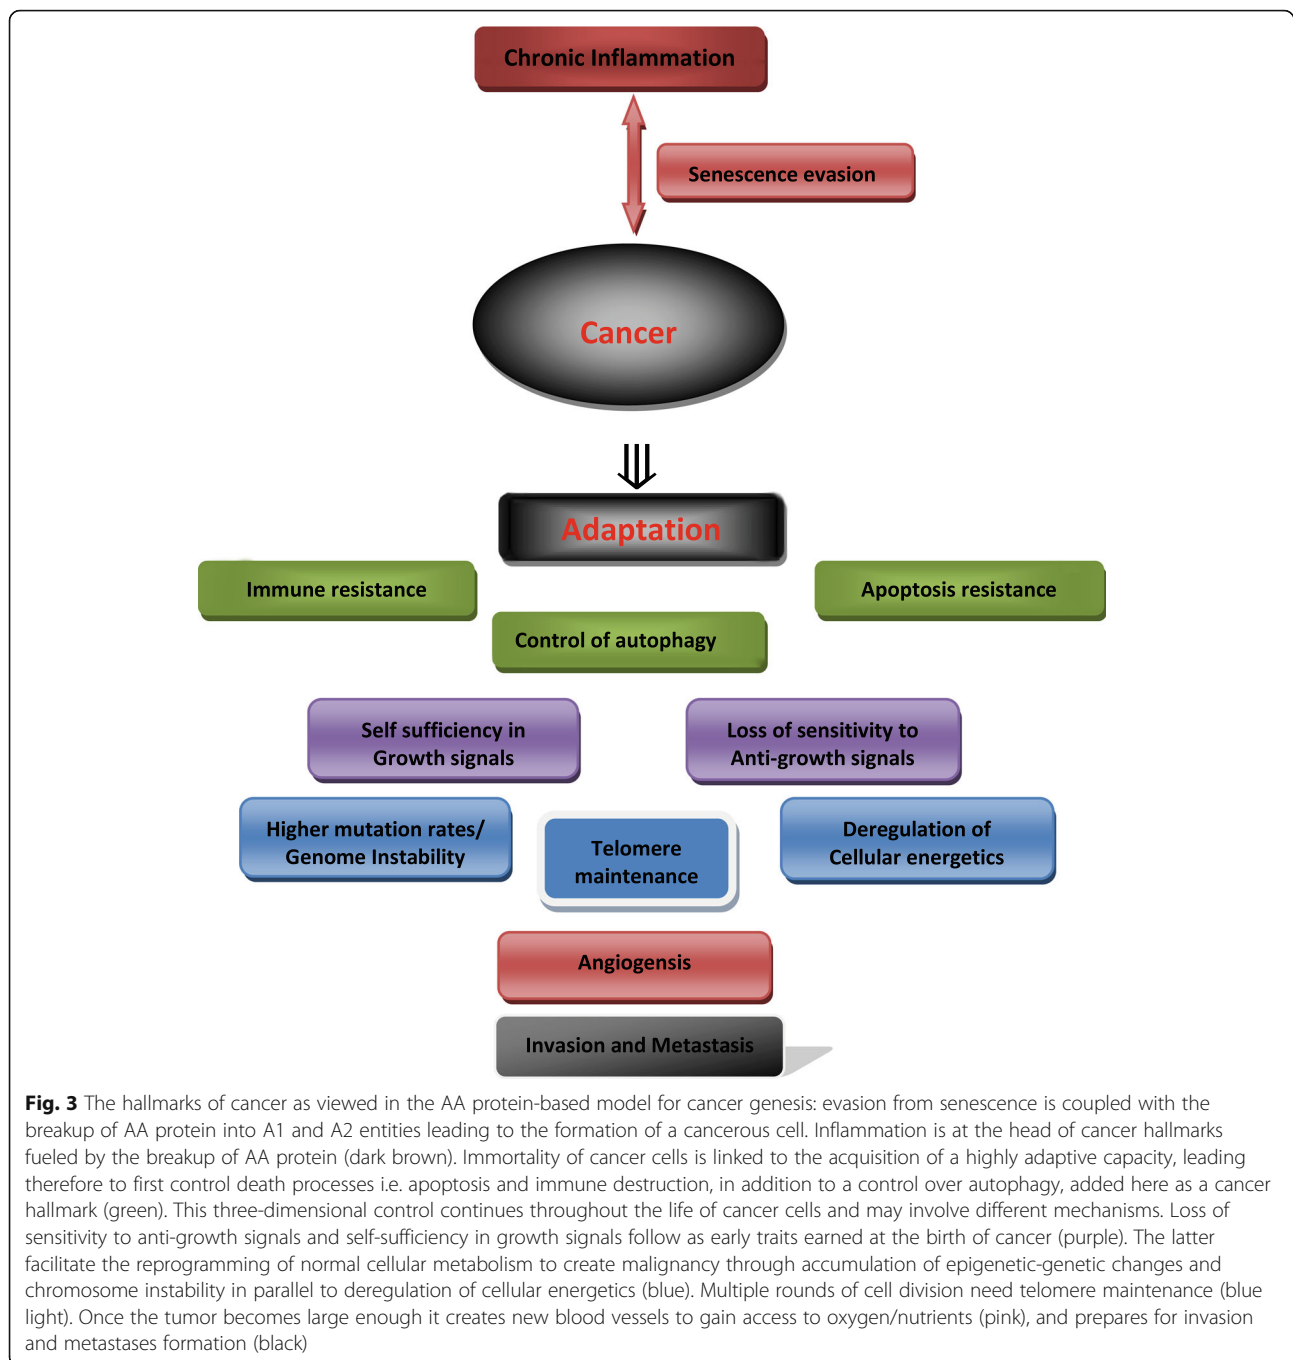 Chronic Inflammation
Senescence evasion
Cancer
Adaptation
Immune resistance
Apoptosis resistance
Control of autophagy
Self sufficiency in
Growth signals
Loss of sensitivity to
Anti-growth signals
Higher mutation rates/
Genome Instability
Telomere
maintenance
Deregulation of
Cellular energetics
Angiogensis
Invasion and Metastasis
Fig. 3 The hallmarks of cancer as viewed in the AA protein-based model for cancer genesis: evasion from senescence is coupled with the
breakup of AA protein into A1 and A2 entities leading to the formation of a cancerous cell. Inflammation is at the head of cancer hallmarks
fueled by the breakup of AA protein (dark brown). Immortality of cancer cells is linked to the acquisition of a highly adaptive capacity, leading
therefore to first control death processes i.e. apoptosis and immune destruction, in addition to a control over autophagy, added here as a cancer
hallmark (green). This three-dimensional control continues throughout the life of cancer cells and may involve different mechanisms. Loss of
sensitivity to anti-growth signals and self-sufficiency in growth signals follow as early traits earned at the birth of cancer (purple). The latter
facilitate the reprogramming of normal cellular metabolism to create malignancy through accumulation of epigenetic-genetic changes and
chromosome instability in parallel to deregulation of cellular energetics (blue). Multiple rounds of cell division need telomere maintenance (blue
light). Once the tumor becomes large enough it creates new blood vessels to gain access to oxygen/nutrients (pink), and prepares for invasion
and metastases formation (black)